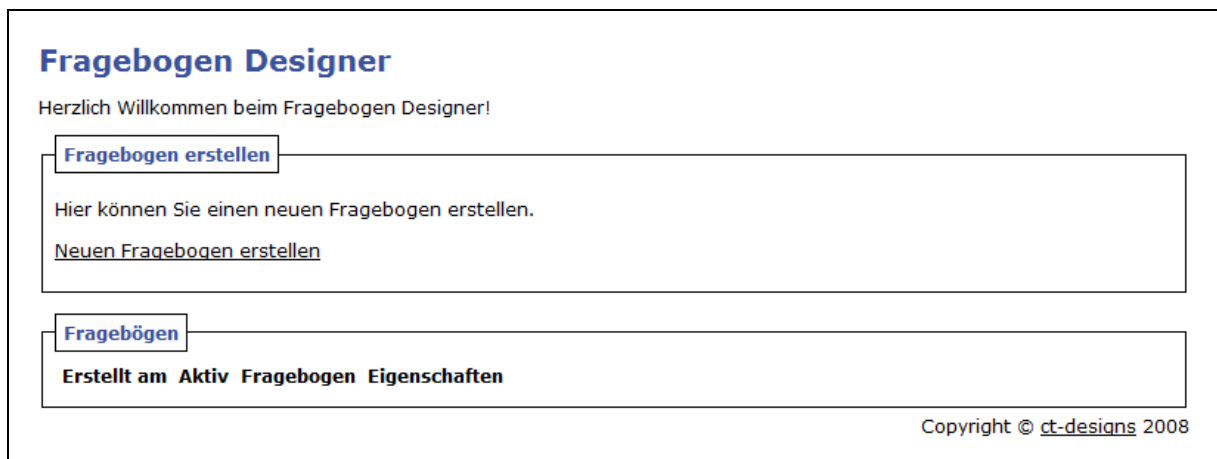 Fragebogen Designer
Herzlich Willkommen beim Fragebogen Designer!
Fragebogen erstellen
Hier können Sie einen neuen Fragebogen erstellen.
Neuen Fragebogen erstellen
Fragebögen
Erstellt am Aktiv Fragebogen Eigenschaften
Copyright © ct-designs 2008